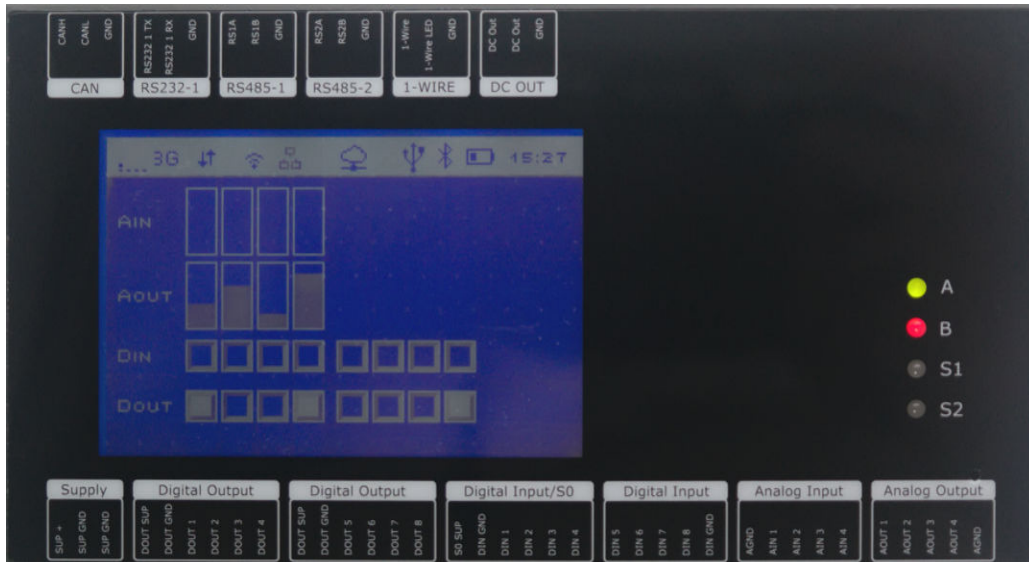 CANH
CANL
GND
CAN
RS232 1 TX
RS232 1 RX
GND
RS232-1
RS1A
RS1B
GND
RS485-1
RS2A
RS2B
GND
RS485-2
1-Wire
1-Wire LED
GND
1-WIRE
DC Out
DC Out
GND
DC OUT
3G 15:27
AIN
AOUT
DIN
DOUT
A
B
S1
S2
Supply
SUP +
SUP GND
SUP GND
Digital Output
DOUT SUP
DOUT GND
DOUT 1
DOUT 2
DOUT 3
DOUT 4
Digital Output
DOUT SUP
DOUT GND
DOUT 5
DOUT 6
DOUT 7
DOUT 8
Digital Input/S0
S0 SUP
DIN GND
DIN 1
DIN 2
DIN 3
DIN 4
Digital Input
DIN 5
DIN 6
DIN 7
DIN 8
DIN GND
Analog Input
AGND
AIN 1
AIN 2
AIN 3
AIN 4
Analog Output
AOUT 1
AOUT 2
AOUT 3
AOUT 4
AGND